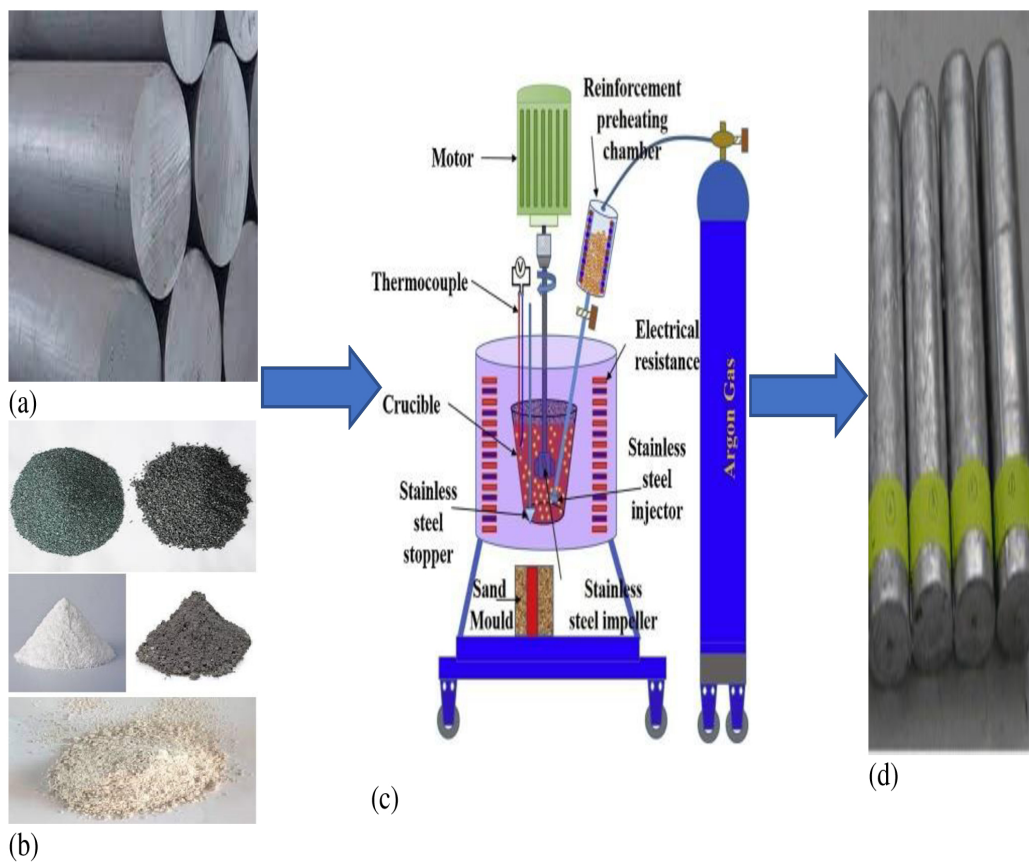 (a)
(b)
Motor
Reinforcement
preheating
chamber
V
Thermocouple
Electrical
resistance
Crucible
Stainless
steel
stopper
Stainless
steel
injector
Sand
Mould
Stainless
steel impeller
Argon Gas
(c)
(d)